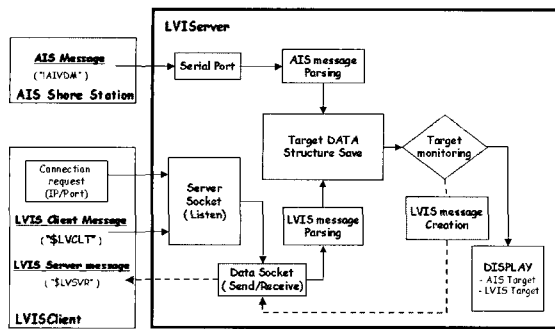 LVIServer
AIS Message
("!AIVDM")
AIS Shore Station
Serial Port
AIS message
Parsing
Target DATA
Structure Save
Target
monitoring
Connection
request
(IP/Port)
LVIS Client Message
("$LVCLT")
LVIS Server message
("$LVSVR")
LVISClient
Server
Socket
(Listen)
LVIS message
Parsing
Data Socket
(Send/Receive)
LVIS message
Creation
DISPLAY
- AIS Target
- LVIS Target